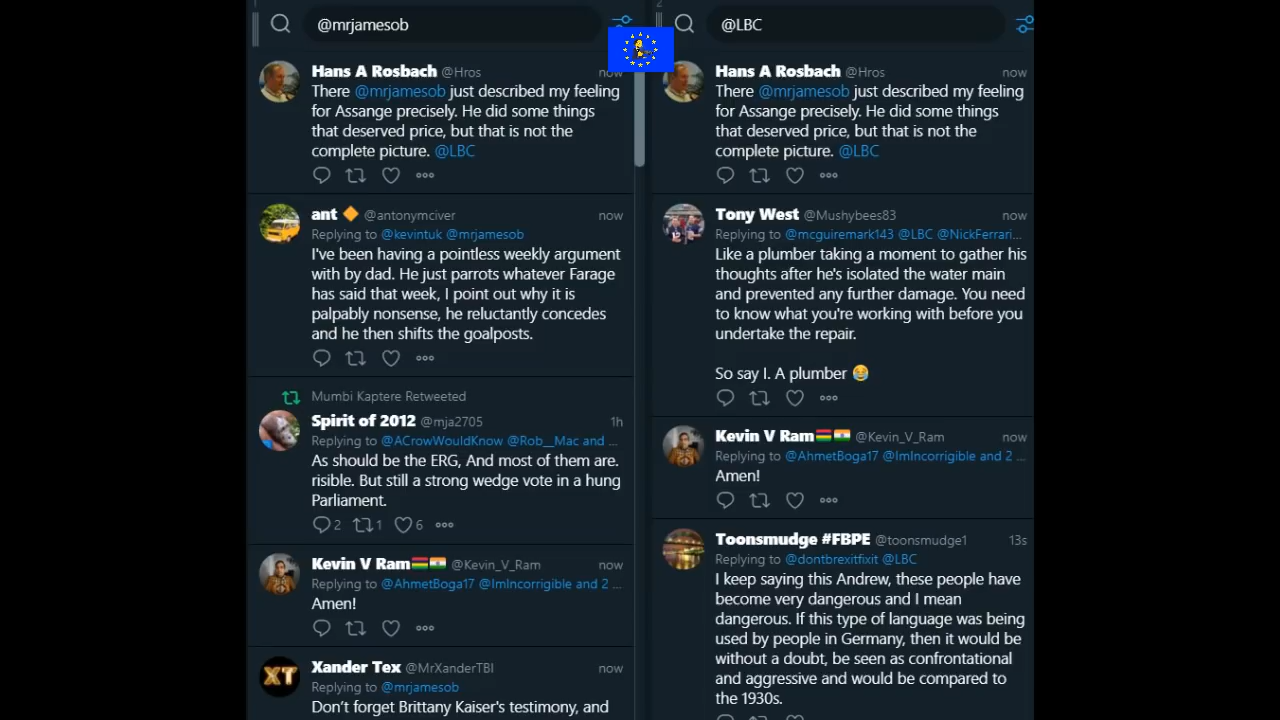 @mrjamesob
Hans A Rosbach @Hros now
There @mrjamesob just described my feeling
for Assange precisely. He did some things
that deserved price, but that is not the
complete picture. @LBC
ant @antonymciver now
Replying to @kevintuk @mrjamesob
I've been having a pointless weekly argument
with by dad. He just parrots whatever Farage
has said that week, I point out why it is
palpably nonsense, he reluctantly concedes
and he then shifts the goalposts.
Mumbi Kaptere Retweeted
Spirit of 2012 @mja2705 1h
Replying to @ACrowWouldKnow @Rob__Mac and ...
As should be the ERG, And most of them are.
risible. But still a strong wedge vote in a hung
Parliament.
2 1 6
Kevin V Ram @Kevin_V_Ram now
Replying to @AhmetBoga17 @ImIncorrigible and 2 ...
Amen!
XT
Xander Tex @MrXanderTBI now
Replying to @mrjamesob
Don't forget Brittany Kaiser's testimony, and
2
@LBC
Hans A Rosbach @Hros now
There @mrjamesob just described my feeling
for Assange precisely. He did some things
that deserved price, but that is not the
complete picture. @LBC
Tony West @Mushybees83 now
Replying to @mcguiremark143 @LBC @NickFerrari...
Like a plumber taking a moment to gather his
thoughts after he's isolated the water main
and prevented any further damage. You need
to know what you're working with before you
undertake the repair.
So say I. A plumber 😂
Kevin V Ram @Kevin_V_Ram now
Replying to @AhmetBoga17 @ImIncorrigible and 2 ...
Amen!
Toonsmudge #FBPE @toonsmudge1 13s
Replying to @dontbrexitfixit @LBC
I keep saying this Andrew, these people have
become very dangerous and I mean
dangerous. If this type of language was being
used by people in Germany, then it would be
without a doubt, be seen as confrontational
and aggressive and would be compared to
the 1930s.